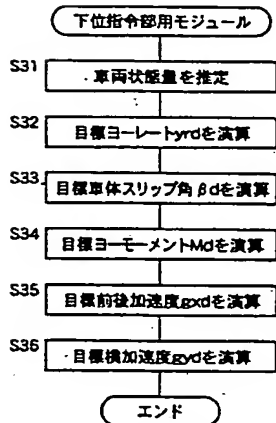 下位指令部用モジュール
S31
車両状態量を推定
S32
目標ヨーレートyrdを演算
S33
目標車体スリップ角βdを演算
S34
目標ヨーモーメントMdを演算
S35
目標前後加速度gxdを演算
S36
目標横加速度gydを演算
エンド